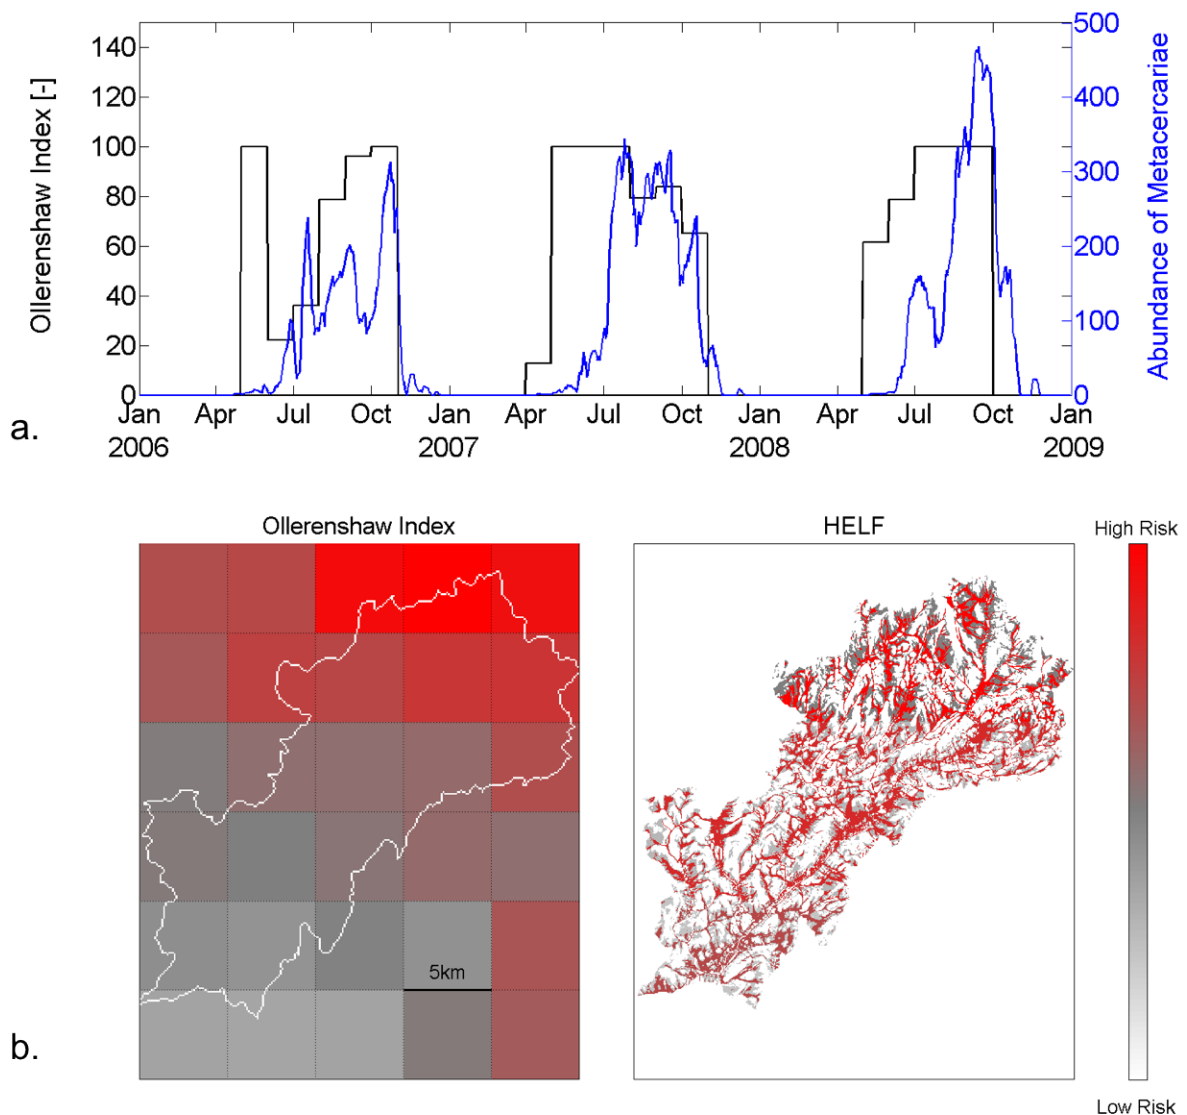 Ollerenshaw Index [-]
140
120
100
80
60
40
20
0
500
400
300
200
100
0
Abundance of Metacercariae
Jan Apr Jul Oct Jan Apr Jul Oct Jan Apr Jul Oct Jan
2006 2007 2008 2009
a.
Ollerenshaw Index
HELF
High Risk
5km
b.
Low Risk